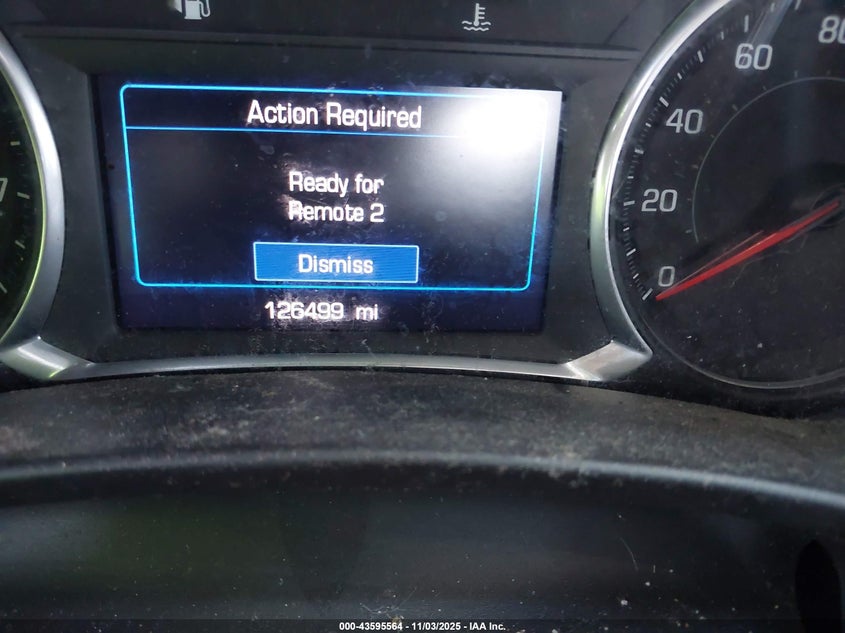 80
60
Action Required
40
7
Ready for
20
Remote 2
Dismiss
0
126499 mi
000-43595564 - 11/03/2025 - IAA Inc.